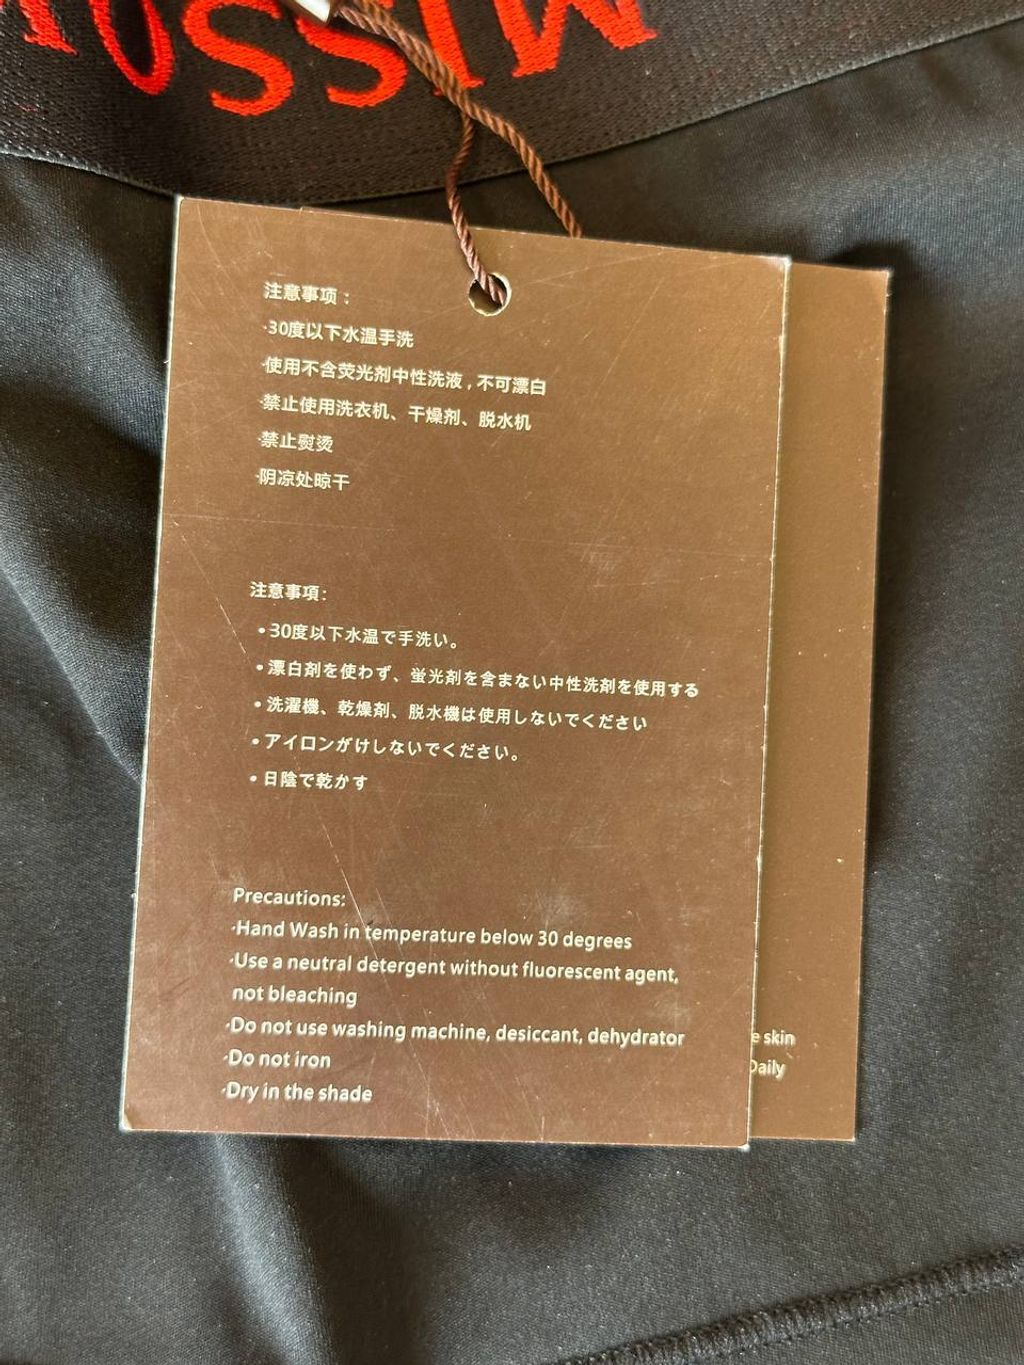 注意事项：
·30度以下水温手洗
·使用不含荧光剂中性洗液，不可漂白
·禁止使用洗衣机、干燥剂、脱水机
·禁止熨烫
·阴凉处晾干
注意事項:
•30度以下水温で手洗い。
•漂白剤を使わず、蛍光剤を含まない中性洗剤を使用する
•洗濯機、乾燥剤、脱水機は使用しないでください
•アイロンがけしないでください。
•日陰で乾かす
Precautions:
·Hand Wash in temperature below 30 degrees
·Use a neutral detergent without fluorescent agent,
not bleaching
·Do not use washing machine, desiccant, dehydrator
·Do not iron
·Dry in the shade
skin
Daily